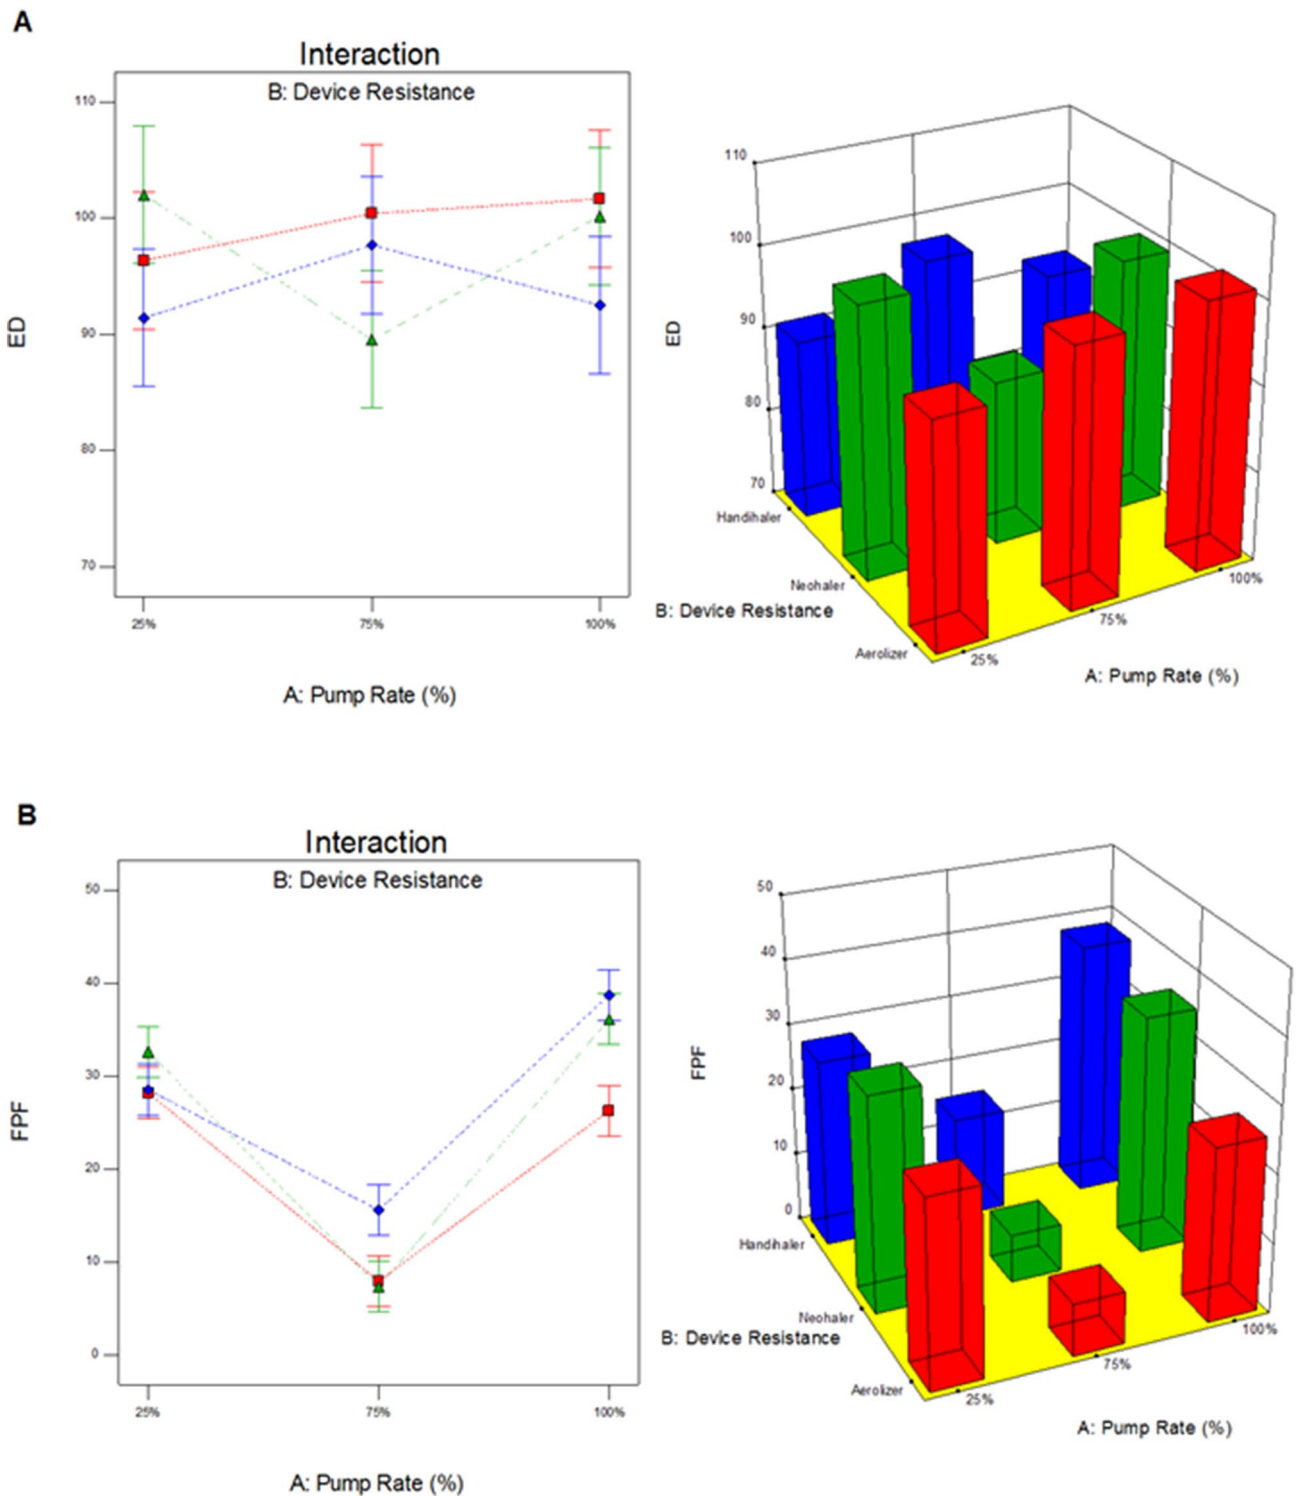 A
Interaction
B: Device Resistance
110
100
90
80
70
ED
25%
75%
100%
A: Pump Rate (%)
110
100
90
80
70
ED
Handihaler
Neohaler
Aerolizer
B: Device Resistance
25%
75%
100%
A: Pump Rate (%)
B
Interaction
B: Device Resistance
50
40
30
20
10
0
FPF
25%
75%
100%
A: Pump Rate (%)
50
40
30
20
10
0
FPF
Handihaler
Neohaler
Aerolizer
B: Device Resistance
25%
75%
100%
A: Pump Rate (%)